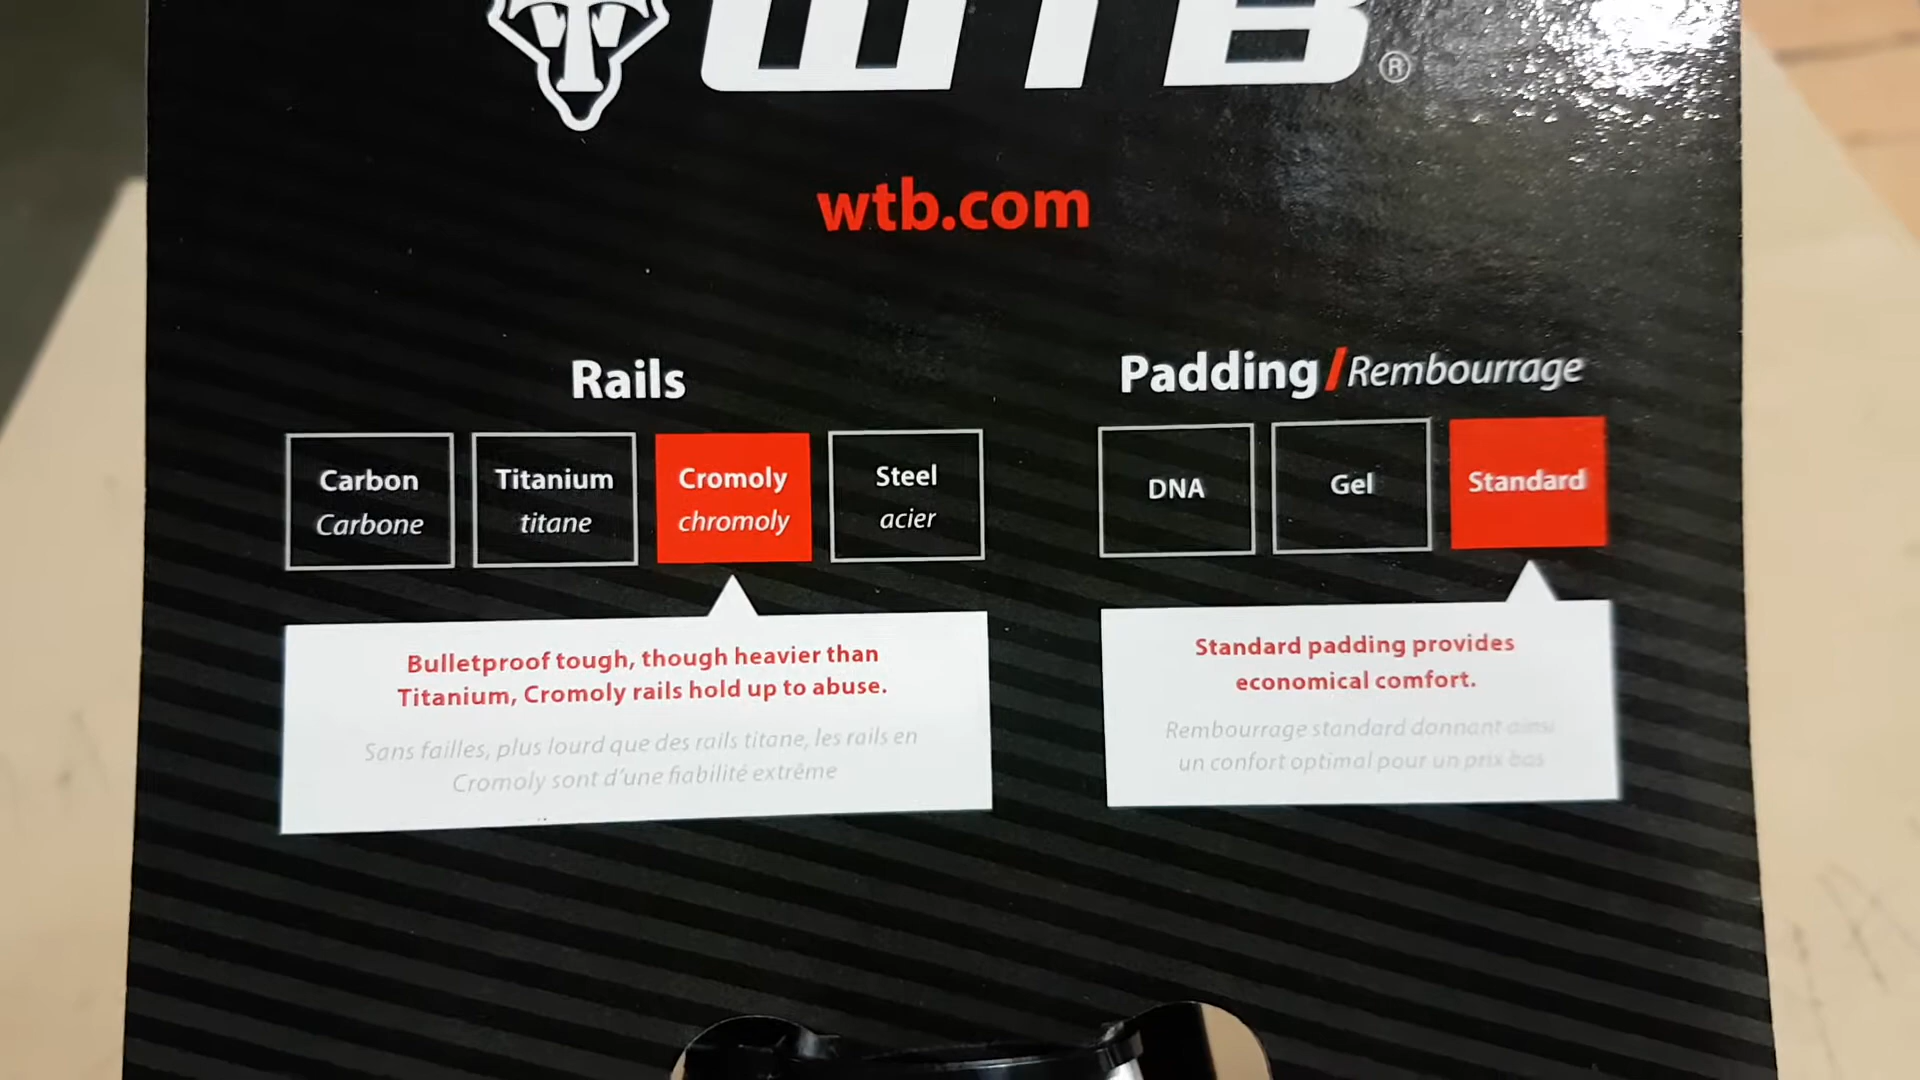 WTB®
wtb.com
Rails
Carbon
Carbone
Titanium
titane
Cromoly
chromoly
Steel
acier
Bulletproof tough, though heavier than
Titanium, Cromoly rails hold up to abuse.
Sans failles, plus lourd que des rails titane, les rails en
Cromoly sont d'une fiabilité extrême
Padding/Rembourrage
DNA
Gel
Standard
Standard padding provides
economical comfort.
Rembourrage standard donnant ainsi
un confort optimal pour un prix bas